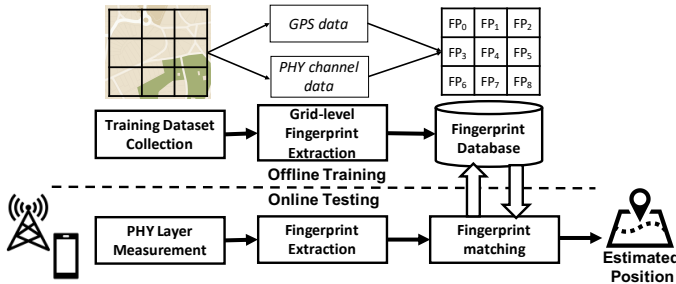 GPS data
PHY channel
data
FP0 FP1 FP2
FP3 FP4 FP5
FP6 FP7 FP8
Training Dataset
Collection
Grid-level
Fingerprint
Extraction
Fingerprint
Database
Offline Training
Online Testing
PHY Layer
Measurement
Fingerprint
Extraction
Fingerprint
matching
Estimated
Position